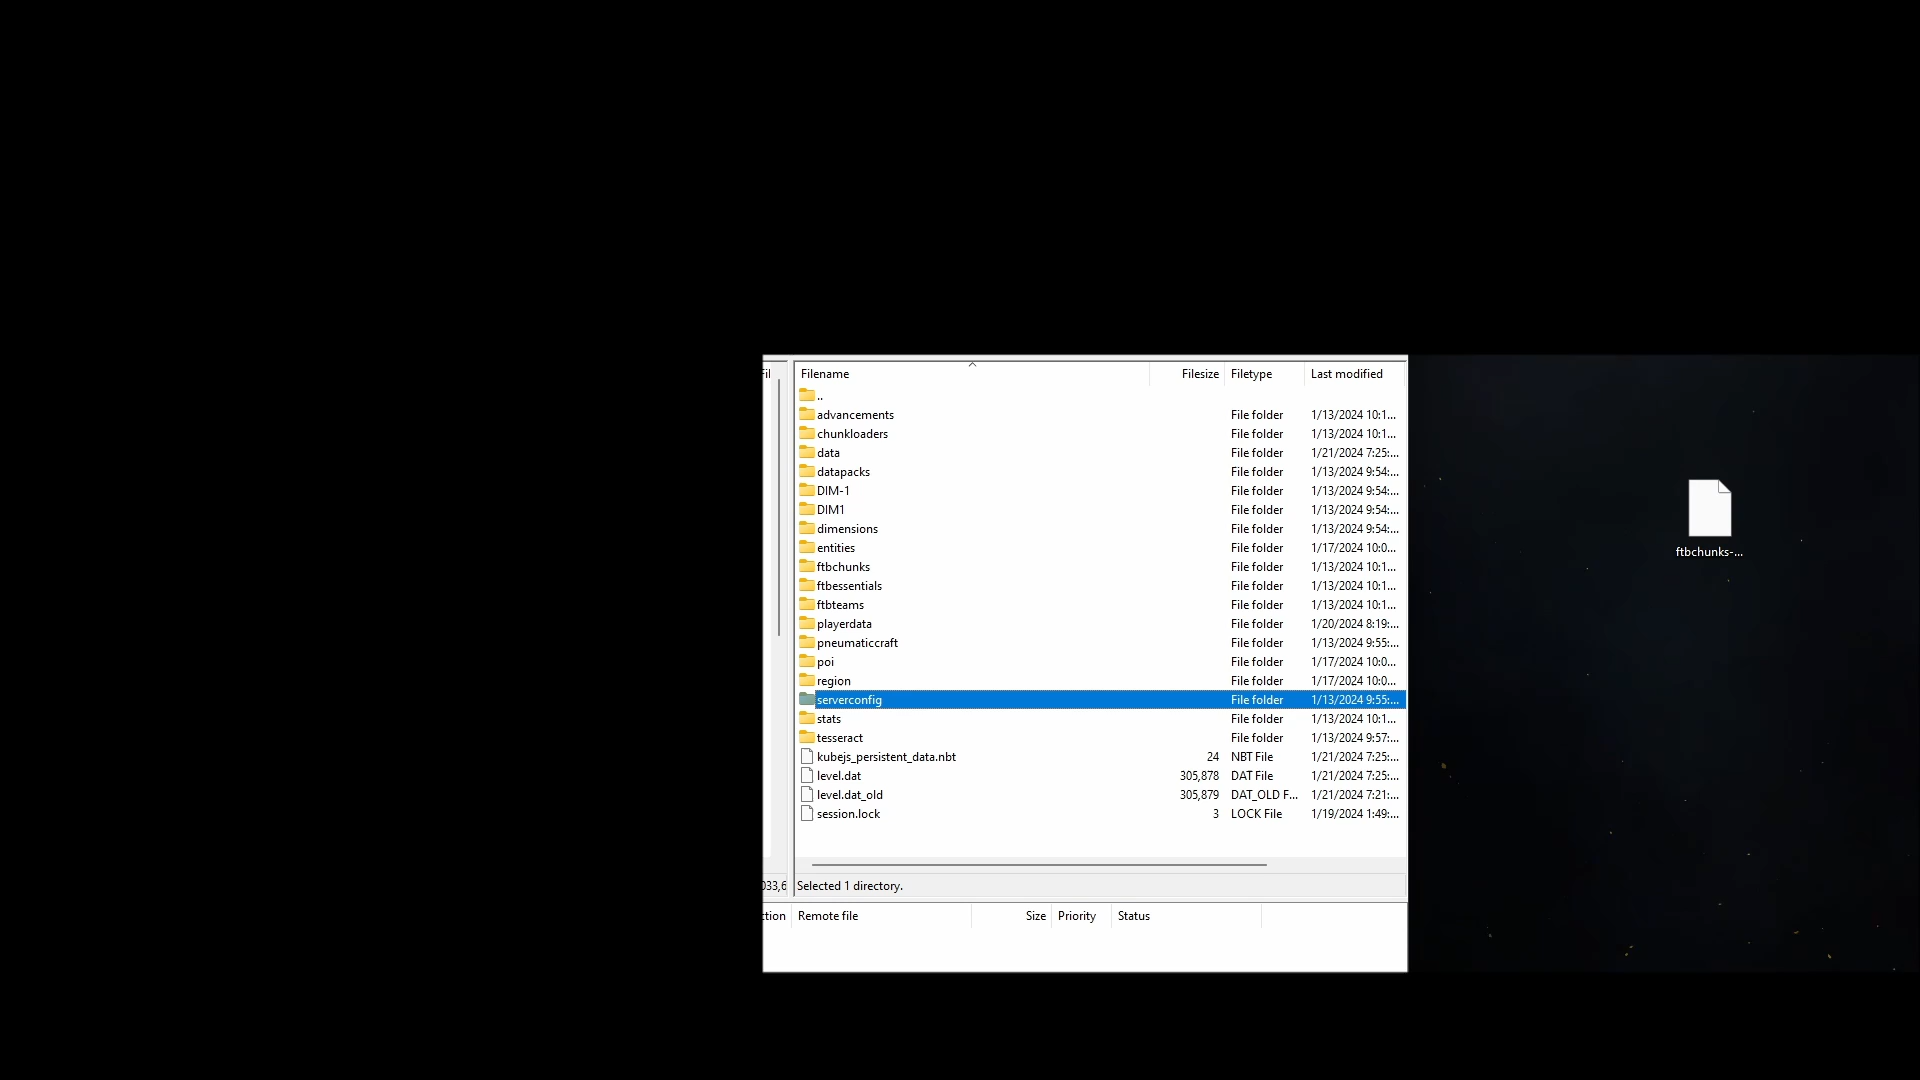 Fil
Filename Filesize Filetype Last modified
..
advancements File folder 1/13/2024 10:1...
chunkloaders File folder 1/13/2024 10:1...
data File folder 1/21/2024 7:25:...
datapacks File folder 1/13/2024 9:54:...
DIM-1 File folder 1/13/2024 9:54:...
DIM1 File folder 1/13/2024 9:54:...
dimensions File folder 1/13/2024 9:54:...
entities File folder 1/17/2024 10:0...
ftbchunks File folder 1/13/2024 10:1...
ftbessentials File folder 1/13/2024 10:1...
ftbteams File folder 1/13/2024 10:1...
playerdata File folder 1/20/2024 8:19:...
pneumaticcraft File folder 1/13/2024 9:55:...
poi File folder 1/17/2024 10:0...
region File folder 1/17/2024 10:0...
serverconfig File folder 1/13/2024 9:55:...
stats File folder 1/13/2024 10:1...
tesseract File folder 1/13/2024 9:57:...
kubejs_persistent_data.nbt 24 NBT File 1/21/2024 7:25:...
level.dat 305,878 DAT File 1/21/2024 7:25:...
level.dat_old 305,879 DAT_OLD F... 1/21/2024 7:21:...
session.lock 3 LOCK File 1/19/2024 1:49:...
033,6 Selected 1 directory.
ction Remote file Size Priority Status
ftbchunks-...